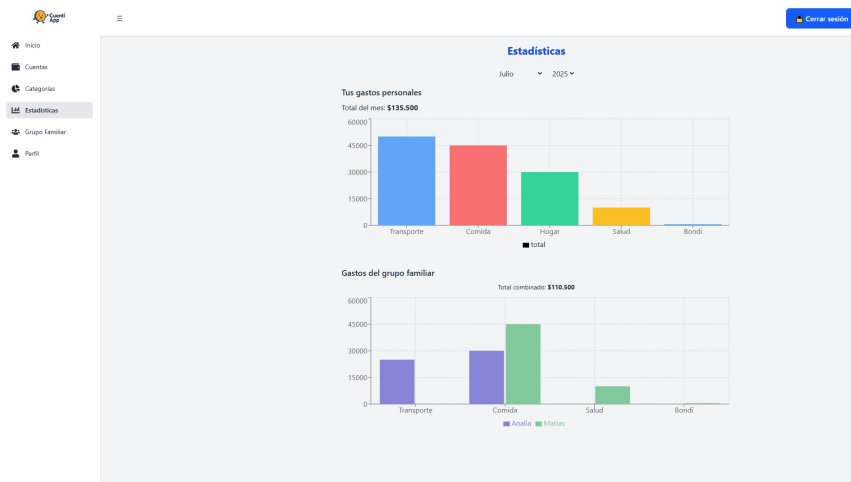 Cuenti
App
Cerrar sesión
Inicio
Cuentas
Categorías
Estadísticas
Grupo Familiar
Perfil
Estadísticas
Julio 2025
Tus gastos personales
Total del mes: $135.500
60000
45000
30000
15000
0
Transporte Comida Hogar Salud Bondi
total
Gastos del grupo familiar
Total combinado: $110.500
60000
45000
30000
15000
0
Transporte Comida Salud Bondi
Analía Matías